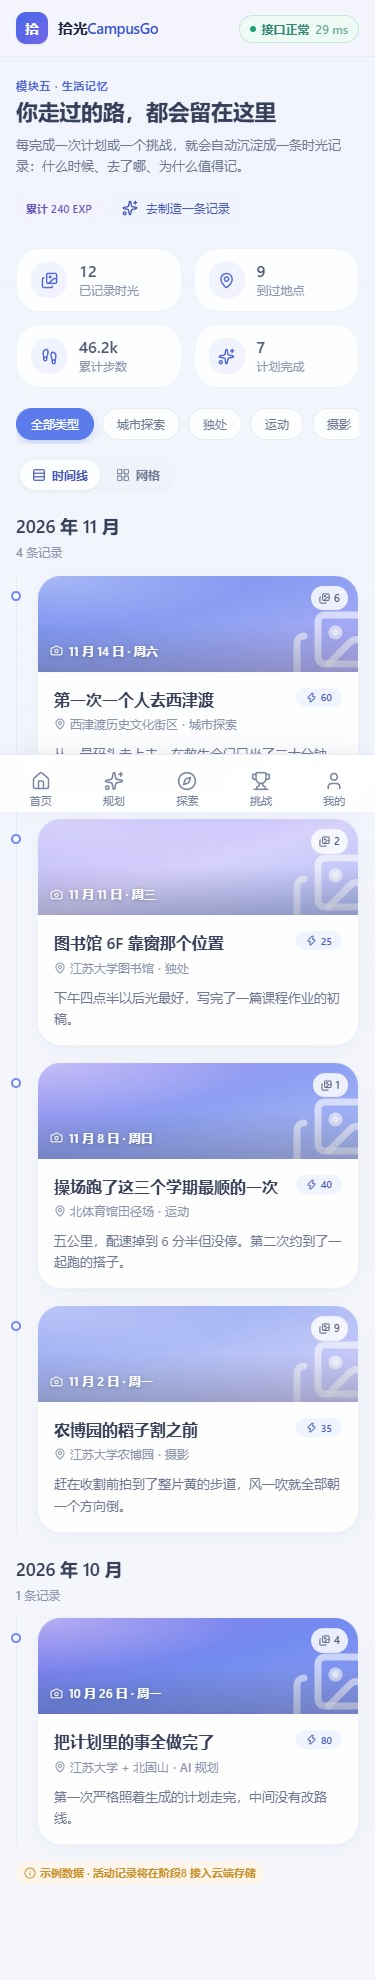 拾 拾光CampusGo 接口正常 29 ms
模块五 · 生活记忆
你走过的路，都会留在这里
每完成一次计划或一个挑战，就会自动沉淀成一条时光记
录：什么时候、去了哪、为什么值得记。
累计 240 EXP 去制造一条记录
12
已记录时光
9
到过地点
46.2k
累计步数
7
计划完成
全部类型 城市探索 独处 运动 摄影
时间线 网格
2026 年 11 月
4 条记录
6
11 月 14 日 · 周六
第一次一个人去西津渡 60
西津渡历史文化街区 · 城市探索
首页 规划 探索 挑战 我的
2
11 月 11 日 · 周三
图书馆 6F 靠窗那个位置 25
江苏大学图书馆 · 独处
下午四点半以后光最好，写完了一篇课程作业的初
稿。
1
11 月 8 日 · 周日
操场跑了这三个学期最顺的一次 40
北体育馆田径场 · 运动
五公里，配速掉到 6 分半但没停。第二次约到了一
起跑的搭子。
9
11 月 2 日 · 周一
农博园的稻子割之前 35
江苏大学农博园 · 摄影
赶在收割前拍到了整片黄的步道，风一吹就全部朝
一个方向倒。
2026 年 10 月
1 条记录
4
10 月 26 日 · 周一
把计划里的事全做完了 80
江苏大学 + 北固山 · AI 规划
第一次严格照着生成的计划走完，中间没有改路
线。
示例数据 · 活动记录将在阶段8 接入云端存储